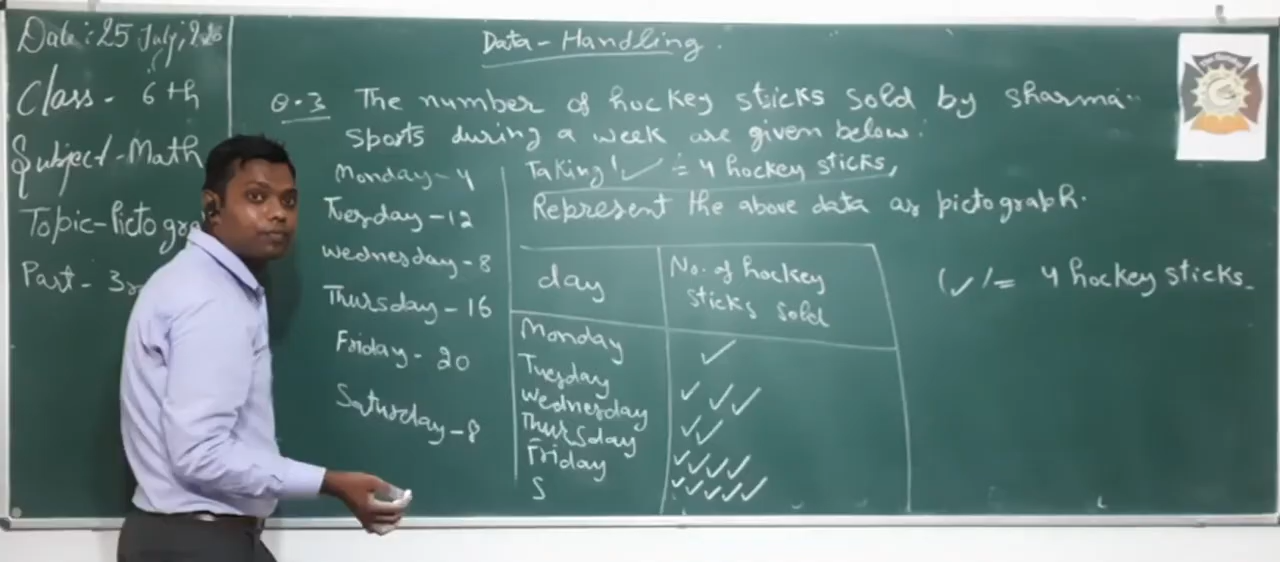 Date: 25 July, 2020
Class - 6th
Subject - Math
Topic - Pictogra
Part - 3r
Data - Handling.
Q.3 The number of hockey sticks sold by sharma
sports during a week are given below:
Monday - 4
Tuesday - 12
Wednesday - 8
Thursday - 16
Friday - 20
Saturday - 8
Taking ✓ = 4 hockey sticks,
Represent the above data as pictograph.
day No. of hockey
sticks sold
Monday ✓
Tuesday ✓ ✓ ✓
Wednesday ✓ ✓
Thursday ✓ ✓ ✓ ✓
Friday ✓ ✓ ✓ ✓ ✓
S
(✓) = 4 hockey sticks